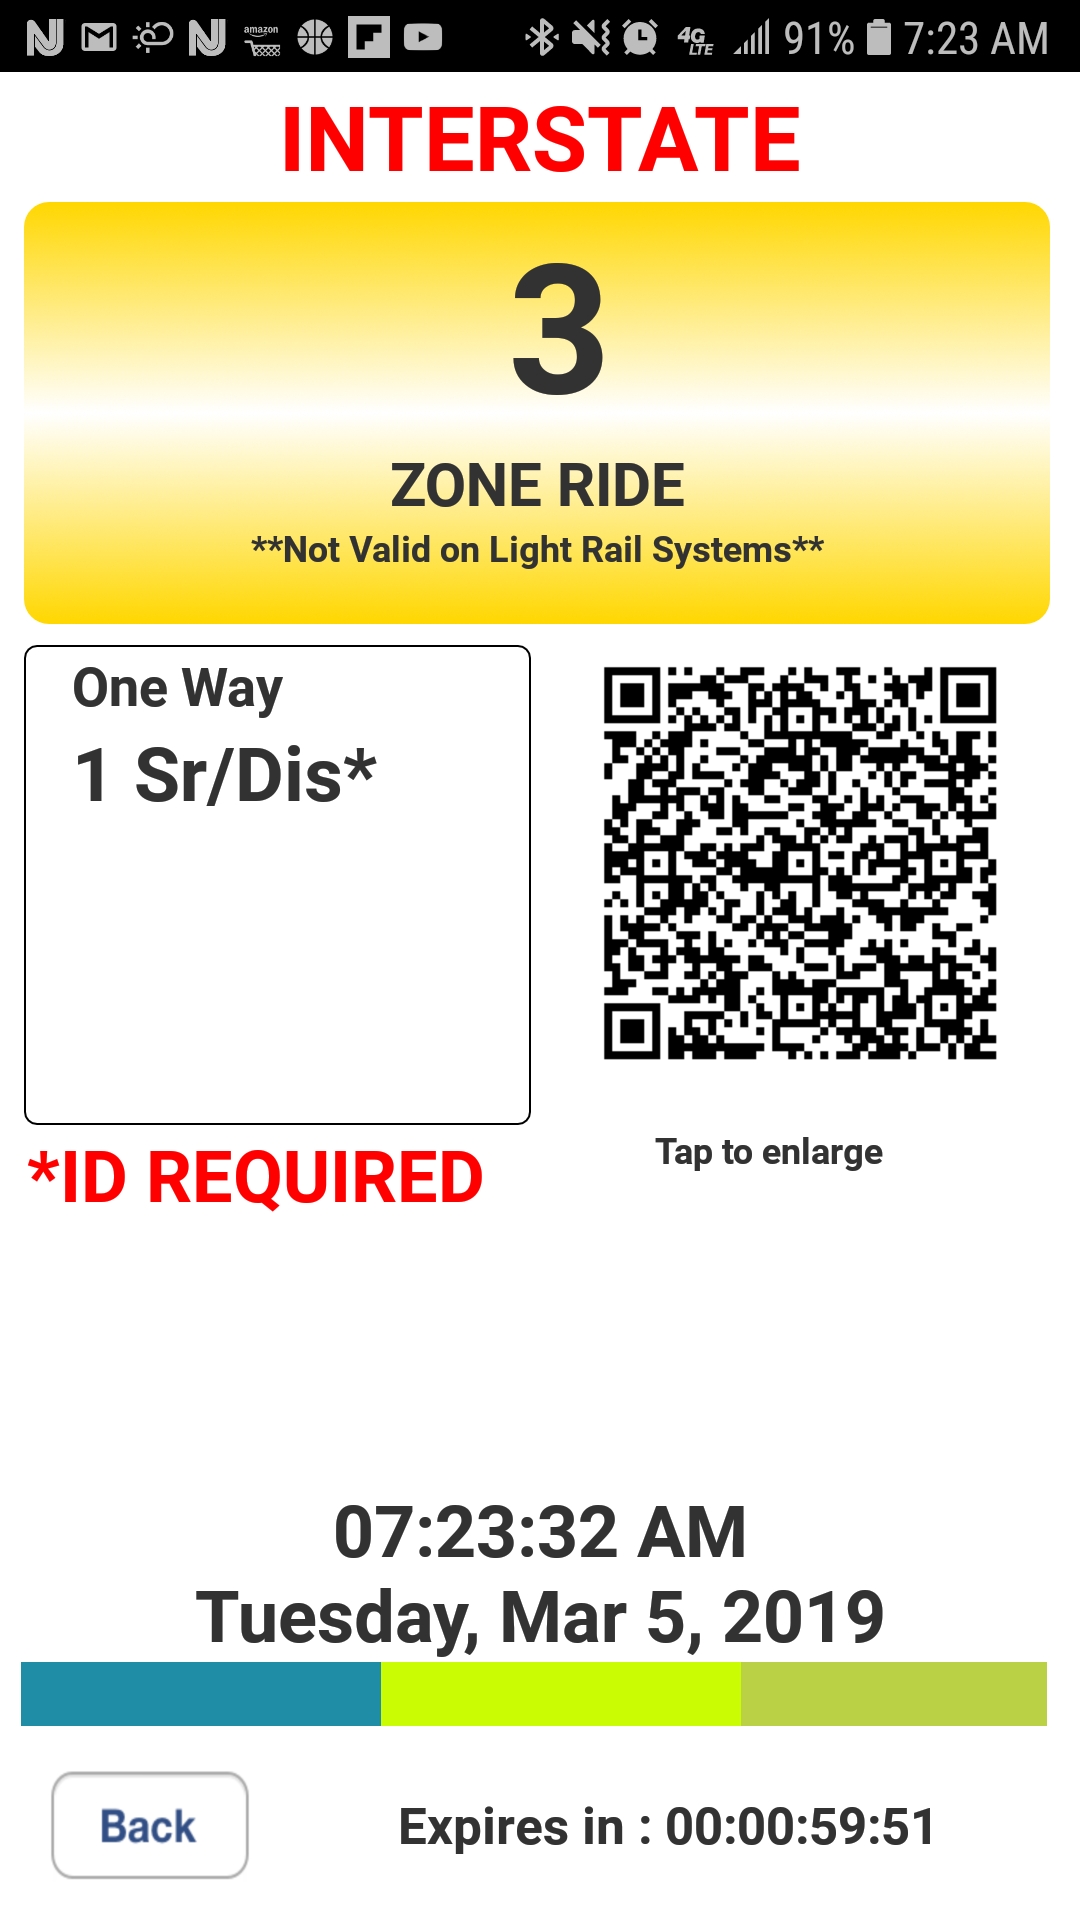 amazon 4G LTE 91% 7:23 AM
INTERSTATE
3
ZONE RIDE
**Not Valid on Light Rail Systems**
One Way
1 Sr/Dis*
*ID REQUIRED
Tap to enlarge
07:23:32 AM
Tuesday, Mar 5, 2019
Back
Expires in : 00:00:59:51